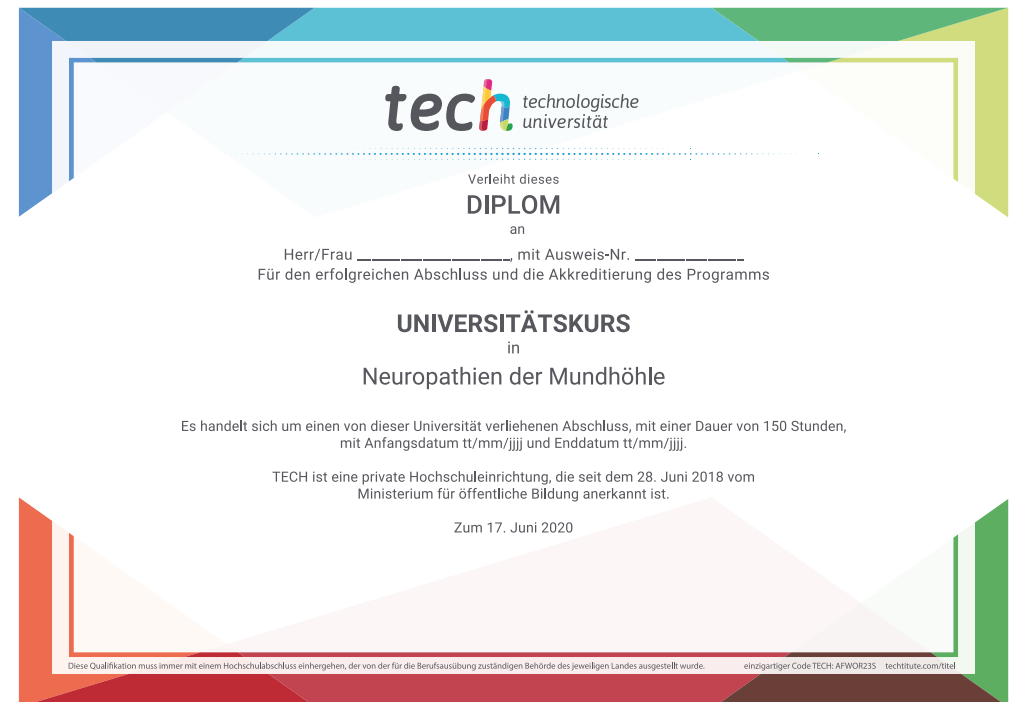 tech technologische
universität
Verleiht dieses
DIPLOM
an
Herr/Frau ____________________, mit Ausweis-Nr. ______________
Für den erfolgreichen Abschluss und die Akkreditierung des Programms
UNIVERSITÄTSKURS
in
Neuropathien der Mundhöhle
Es handelt sich um einen von dieser Universität verliehenen Abschluss, mit einer Dauer von 150 Stunden,
mit Anfangsdatum tt/mm/jjjj und Enddatum tt/mm/jjjj.
TECH ist eine private Hochschuleinrichtung, die seit dem 28. Juni 2018 vom
Ministerium für öffentliche Bildung anerkannt ist.
Zum 17. Juni 2020
Diese Qualifikation muss immer mit einem Hochschulabschluss einhergehen, der von der für die Berufsausübung zuständigen Behörde des jeweiligen Landes ausgestellt wurde. einzigartiger Code TECH: AFWOR23S techtitute.com/titel